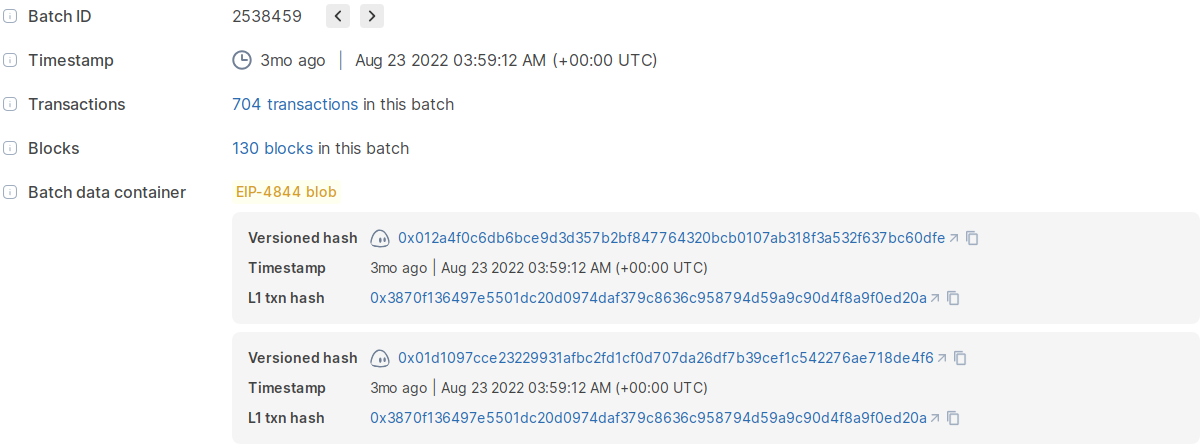 Batch ID 2538459
Timestamp 3mo ago | Aug 23 2022 03:59:12 AM (+00:00 UTC)
Transactions 704 transactions in this batch
Blocks 130 blocks in this batch
Batch data container EIP-4844 blob
Versioned hash 0x012a4f0c6db6bce9d3d357b2bf847764320bcb0107ab318f3a532f637bc60dfe
Timestamp 3mo ago | Aug 23 2022 03:59:12 AM (+00:00 UTC)
L1 txn hash 0x3870f136497e5501dc20d0974daf379c8636c958794d59a9c90d4f8a9f0ed20a
Versioned hash 0x01d1097cce23229931afbc2fd1cf0d707da26df7b39cef1c542276ae718de4f6
Timestamp 3mo ago | Aug 23 2022 03:59:12 AM (+00:00 UTC)
L1 txn hash 0x3870f136497e5501dc20d0974daf379c8636c958794d59a9c90d4f8a9f0ed20a